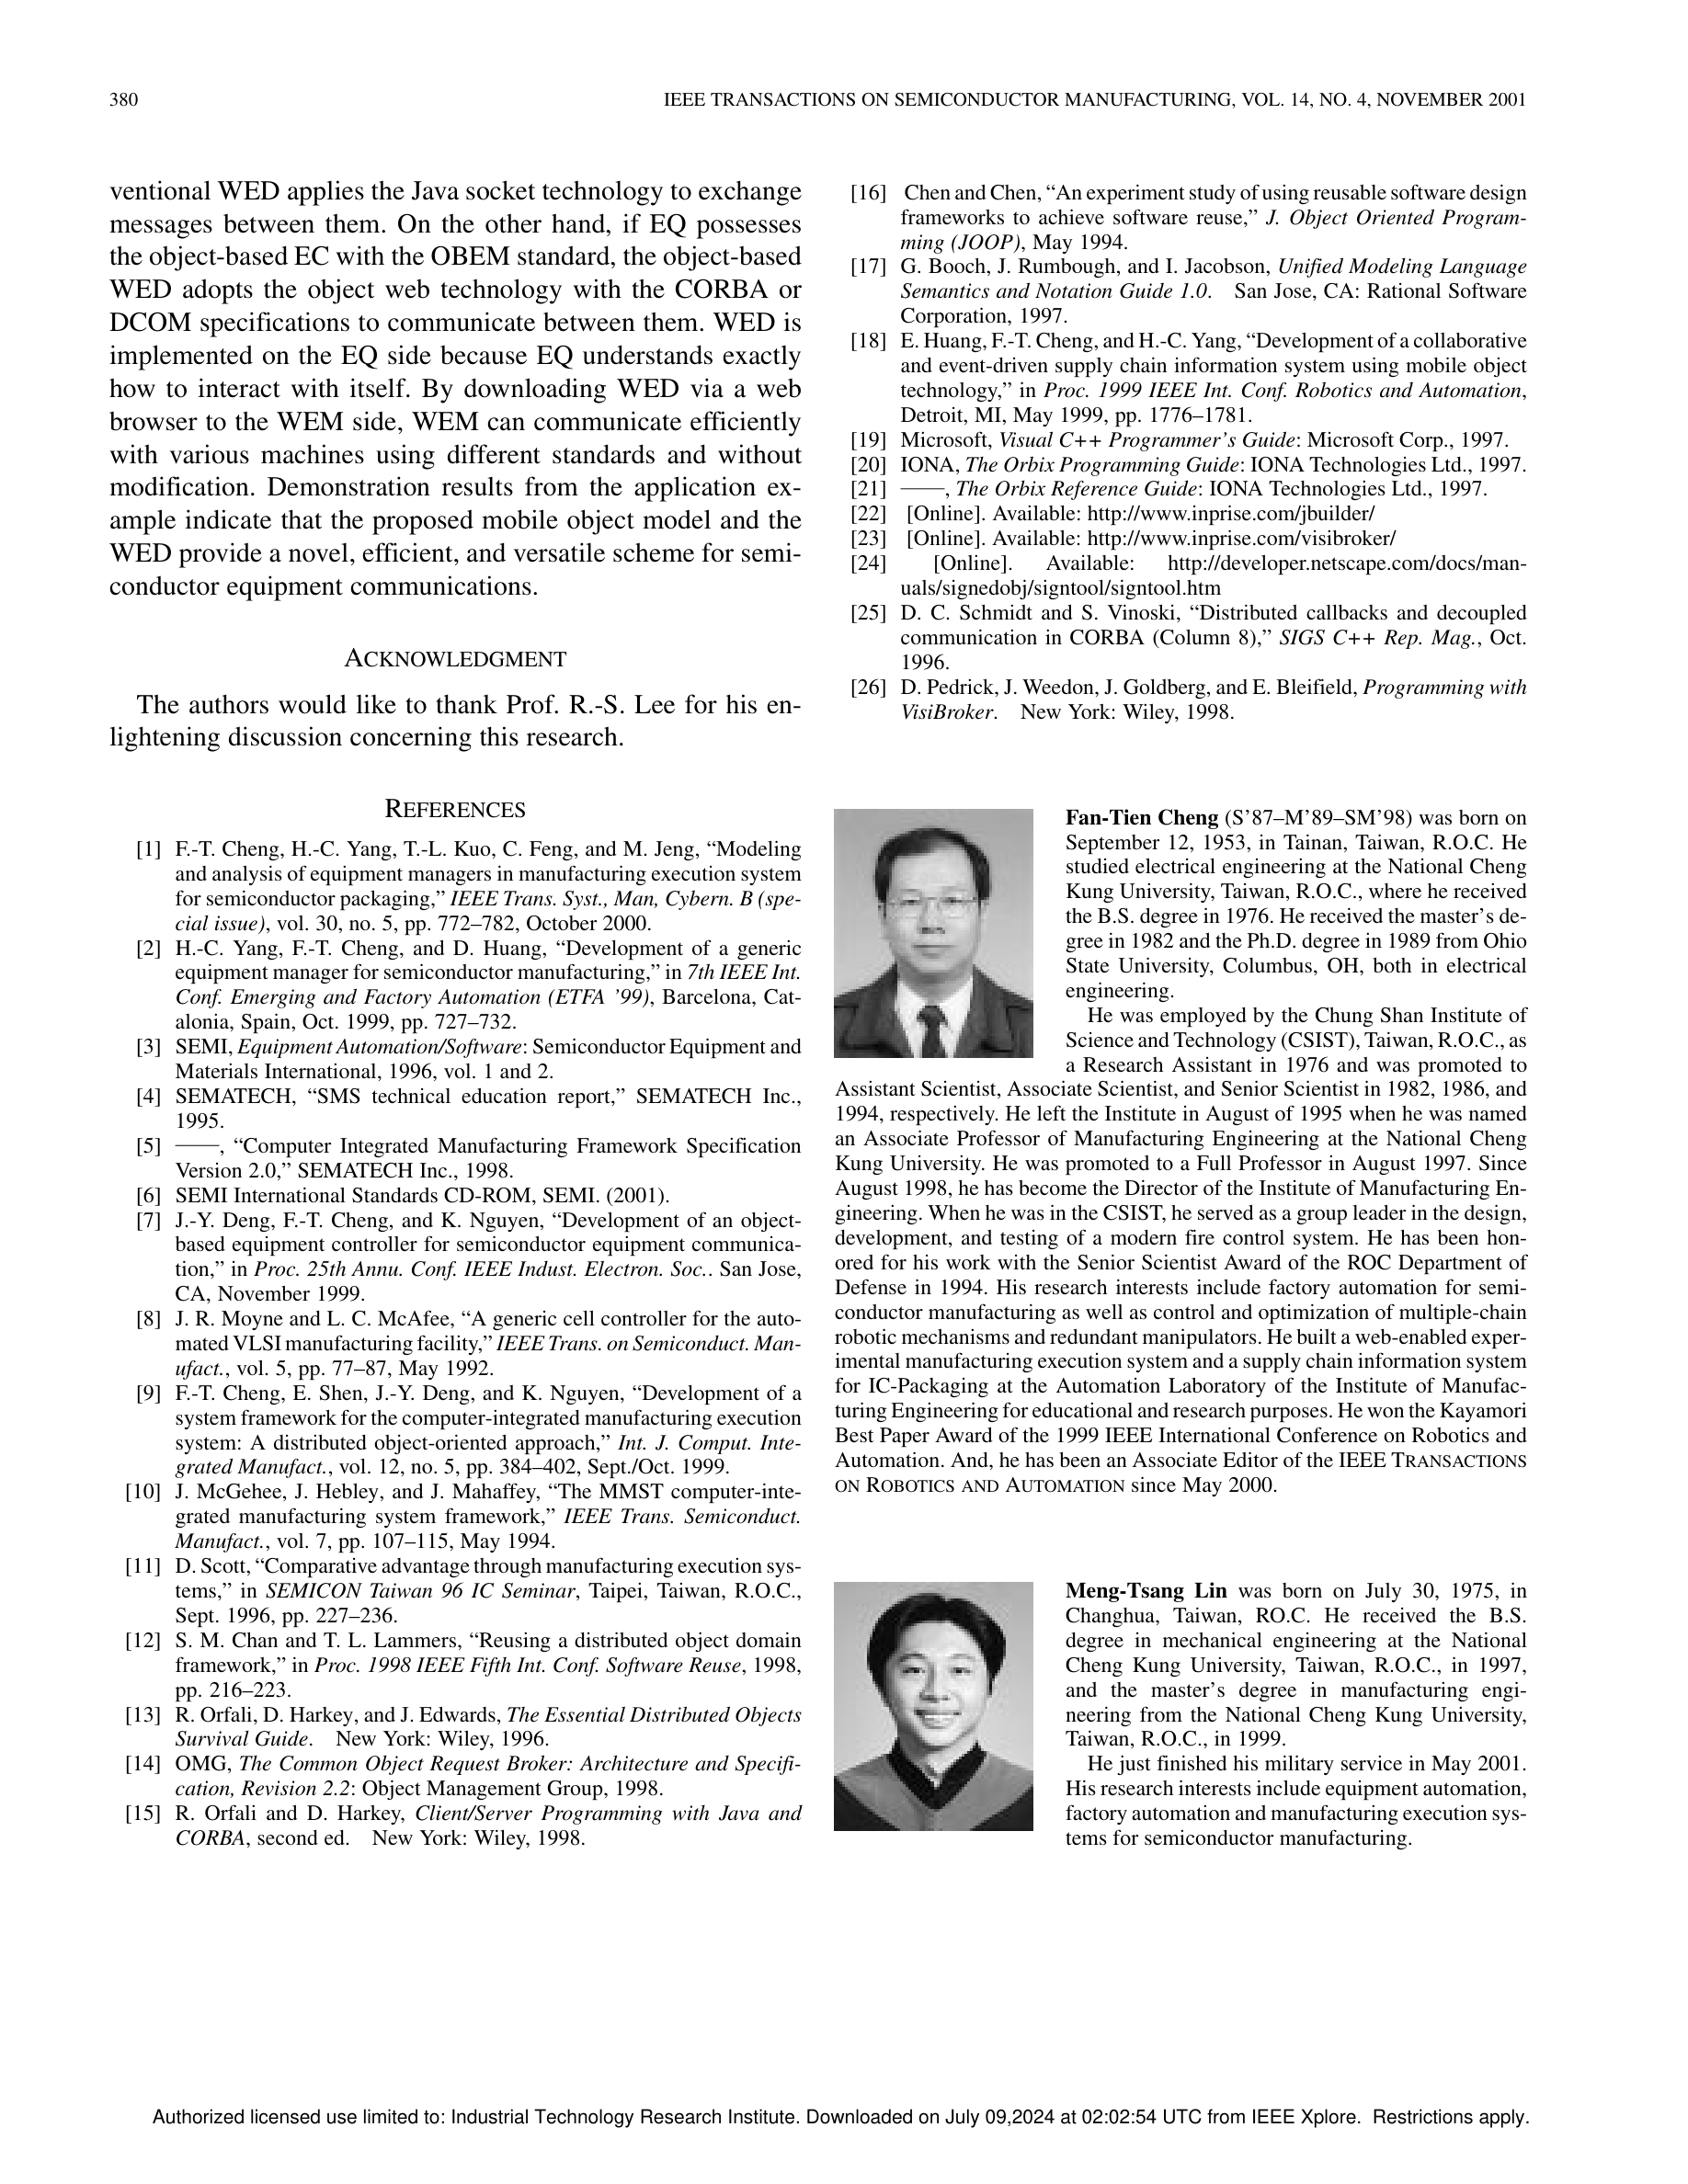 380
IEEE TRANSACTIONS ON SEMICONDUCTOR MANUFACTURING, VOL. 14, NO. 4, NOVEMBER 2001
ventional WED applies the Java socket technology to exchange
messages between them. On the other hand, if EQ possesses
the object-based EC with the OBEM standard, the object-based
WED adopts the object web technology with the CORBA or
DCOM specifications to communicate between them. WED is
implemented on the EQ side because EQ understands exactly
how to interact with itself. By downloading WED via a web
browser to the WEM side, WEM can communicate efficiently
with various machines using different standards and without
modification. Demonstration results from the application ex-
ample indicate that the proposed mobile object model and the
WED provide a novel, efficient, and versatile scheme for semi-
conductor equipment communications.
ACKNOWLEDGMENT
The authors would like to thank Prof. R.-S. Lee for his en-
lightening discussion concerning this research.
REFERENCES
[1] F.-T. Cheng, H.-C. Yang, T.-L. Kuo, C. Feng, and M. Jeng, “Modeling
and analysis of equipment managers in manufacturing execution system
for semiconductor packaging,” IEEE Trans. Syst., Man, Cybern. B (spe-
cial issue), vol. 30, no. 5, pp. 772–782, October 2000.
[2] H.-C. Yang, F.-T. Cheng, and D. Huang, “Development of a generic
equipment manager for semiconductor manufacturing,” in 7th IEEE Int.
Conf. Emerging and Factory Automation (ETFA ’99), Barcelona, Cat-
alonia, Spain, Oct. 1999, pp. 727–732.
[3] SEMI, Equipment Automation/Software: Semiconductor Equipment and
Materials International, 1996, vol. 1 and 2.
[4] SEMATECH, “SMS technical education report,” SEMATECH Inc.,
1995.
[5] ——, “Computer Integrated Manufacturing Framework Specification
Version 2.0,” SEMATECH Inc., 1998.
[6] SEMI International Standards CD-ROM, SEMI. (2001).
[7] J.-Y. Deng, F.-T. Cheng, and K. Nguyen, “Development of an object-
based equipment controller for semiconductor equipment communica-
tion,” in Proc. 25th Annu. Conf. IEEE Indust. Electron. Soc.. San Jose,
CA, November 1999.
[8] J. R. Moyne and L. C. McAfee, “A generic cell controller for the auto-
mated VLSI manufacturing facility,” IEEE Trans. on Semiconduct. Man-
ufact., vol. 5, pp. 77–87, May 1992.
[9] F.-T. Cheng, E. Shen, J.-Y. Deng, and K. Nguyen, “Development of a
system framework for the computer-integrated manufacturing execution
system: A distributed object-oriented approach,” Int. J. Comput. Inte-
grated Manufact., vol. 12, no. 5, pp. 384–402, Sept./Oct. 1999.
[10] J. McGehee, J. Hebley, and J. Mahaffey, “The MMST computer-inte-
grated manufacturing system framework,” IEEE Trans. Semiconduct.
Manufact., vol. 7, pp. 107–115, May 1994.
[11] D. Scott, “Comparative advantage through manufacturing execution sys-
tems,” in SEMICON Taiwan 96 IC Seminar, Taipei, Taiwan, R.O.C.,
Sept. 1996, pp. 227–236.
[12] S. M. Chan and T. L. Lammers, “Reusing a distributed object domain
framework,” in Proc. 1998 IEEE Fifth Int. Conf. Software Reuse, 1998,
pp. 216–223.
[13] R. Orfali, D. Harkey, and J. Edwards, The Essential Distributed Objects
Survival Guide. New York: Wiley, 1996.
[14] OMG, The Common Object Request Broker: Architecture and Specifi-
cation, Revision 2.2: Object Management Group, 1998.
[15] R. Orfali and D. Harkey, Client/Server Programming with Java and
CORBA, second ed. New York: Wiley, 1998.
[16] Chen and Chen, “An experiment study of using reusable software design
frameworks to achieve software reuse,” J. Object Oriented Program-
ming (JOOP), May 1994.
[17] G. Booch, J. Rumbough, and I. Jacobson, Unified Modeling Language
Semantics and Notation Guide 1.0. San Jose, CA: Rational Software
Corporation, 1997.
[18] E. Huang, F.-T. Cheng, and H.-C. Yang, “Development of a collaborative
and event-driven supply chain information system using mobile object
technology,” in Proc. 1999 IEEE Int. Conf. Robotics and Automation,
Detroit, MI, May 1999, pp. 1776–1781.
[19] Microsoft, Visual C++ Programmer’s Guide: Microsoft Corp., 1997.
[20] IONA, The Orbix Programming Guide: IONA Technologies Ltd., 1997.
[21] ——, The Orbix Reference Guide: IONA Technologies Ltd., 1997.
[22] [Online]. Available: http://www.inprise.com/jbuilder/
[23] [Online]. Available: http://www.inprise.com/visibroker/
[24] [Online]. Available: http://developer.netscape.com/docs/man-
uals/signedobj/signtool/signtool.htm
[25] D. C. Schmidt and S. Vinoski, “Distributed callbacks and decoupled
communication in CORBA (Column 8),” SIGS C++ Rep. Mag., Oct.
1996.
[26] D. Pedrick, J. Weedon, J. Goldberg, and E. Bleifield, Programming with
VisiBroker. New York: Wiley, 1998.
Fan-Tien Cheng (S’87–M’89–SM’98) was born on
September 12, 1953, in Tainan, Taiwan, R.O.C. He
studied electrical engineering at the National Cheng
Kung University, Taiwan, R.O.C., where he received
the B.S. degree in 1976. He received the master’s de-
gree in 1982 and the Ph.D. degree in 1989 from Ohio
State University, Columbus, OH, both in electrical
engineering.
He was employed by the Chung Shan Institute of
Science and Technology (CSIST), Taiwan, R.O.C., as
a Research Assistant in 1976 and was promoted to
Assistant Scientist, Associate Scientist, and Senior Scientist in 1982, 1986, and
1994, respectively. He left the Institute in August of 1995 when he was named
an Associate Professor of Manufacturing Engineering at the National Cheng
Kung University. He was promoted to a Full Professor in August 1997. Since
August 1998, he has become the Director of the Institute of Manufacturing En-
gineering. When he was in the CSIST, he served as a group leader in the design,
development, and testing of a modern fire control system. He has been hon-
ored for his work with the Senior Scientist Award of the ROC Department of
Defense in 1994. His research interests include factory automation for semi-
conductor manufacturing as well as control and optimization of multiple-chain
robotic mechanisms and redundant manipulators. He built a web-enabled exper-
imental manufacturing execution system and a supply chain information system
for IC-Packaging at the Automation Laboratory of the Institute of Manufac-
turing Engineering for educational and research purposes. He won the Kayamori
Best Paper Award of the 1999 IEEE International Conference on Robotics and
Automation. And, he has been an Associate Editor of the IEEE TRANSACTIONS
ON ROBOTICS AND AUTOMATION since May 2000.
Meng-Tsang Lin was born on July 30, 1975, in
Changhua, Taiwan, RO.C. He received the B.S.
degree in mechanical engineering at the National
Cheng Kung University, Taiwan, R.O.C., in 1997,
and the master’s degree in manufacturing engi-
neering from the National Cheng Kung University,
Taiwan, R.O.C., in 1999.
He just finished his military service in May 2001.
His research interests include equipment automation,
factory automation and manufacturing execution sys-
tems for semiconductor manufacturing.
Authorized licensed use limited to: Industrial Technology Research Institute. Downloaded on July 09,2024 at 02:02:54 UTC from IEEE Xplore. Restrictions apply.